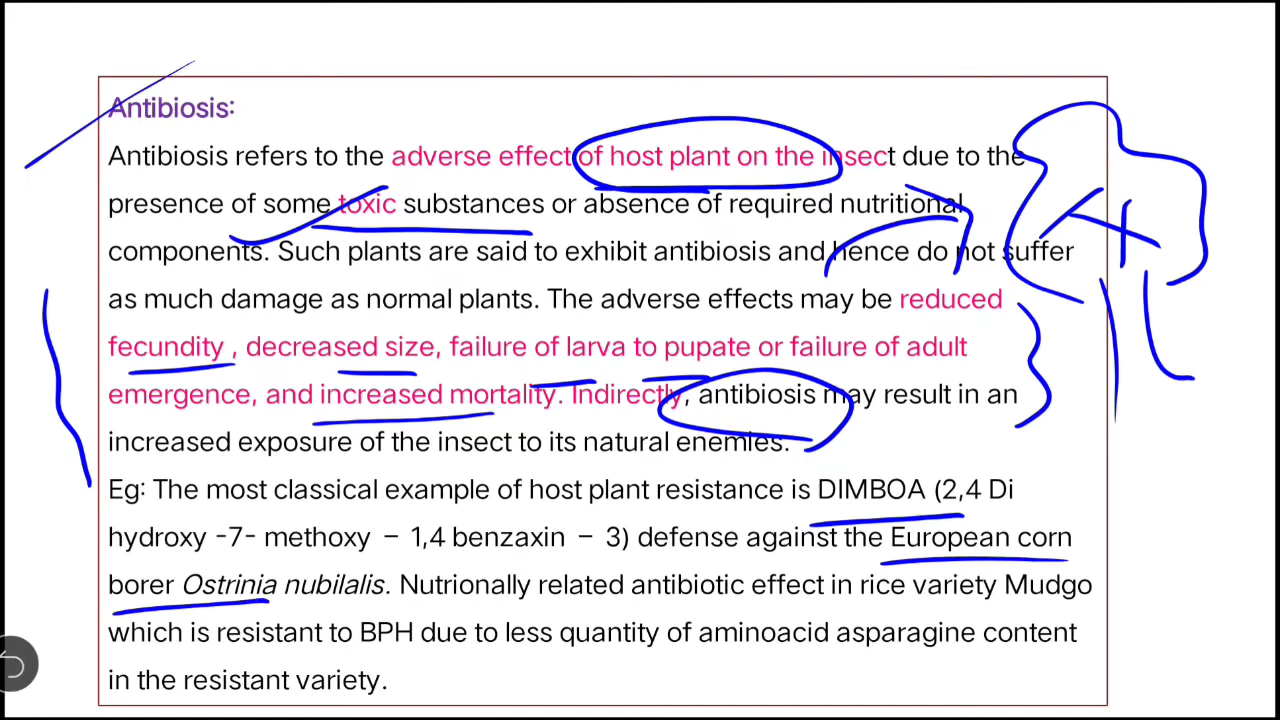 Antibiosis:
Antibiosis refers to the adverse effect of host plant on the insect due to the
presence of some toxic substances or absence of required nutritional
components. Such plants are said to exhibit antibiosis and hence do not suffer
as much damage as normal plants. The adverse effects may be reduced
fecundity , decreased size, failure of larva to pupate or failure of adult
emergence, and increased mortality. Indirectly, antibiosis may result in an
increased exposure of the insect to its natural enemies.
Eg: The most classical example of host plant resistance is DIMBOA (2,4 Di
hydroxy -7- methoxy – 1,4 benzaxin – 3) defense against the European corn
borer Ostrinia nubilalis. Nutrionally related antibiotic effect in rice variety Mudgo
which is resistant to BPH due to less quantity of aminoacid asparagine content
in the resistant variety.